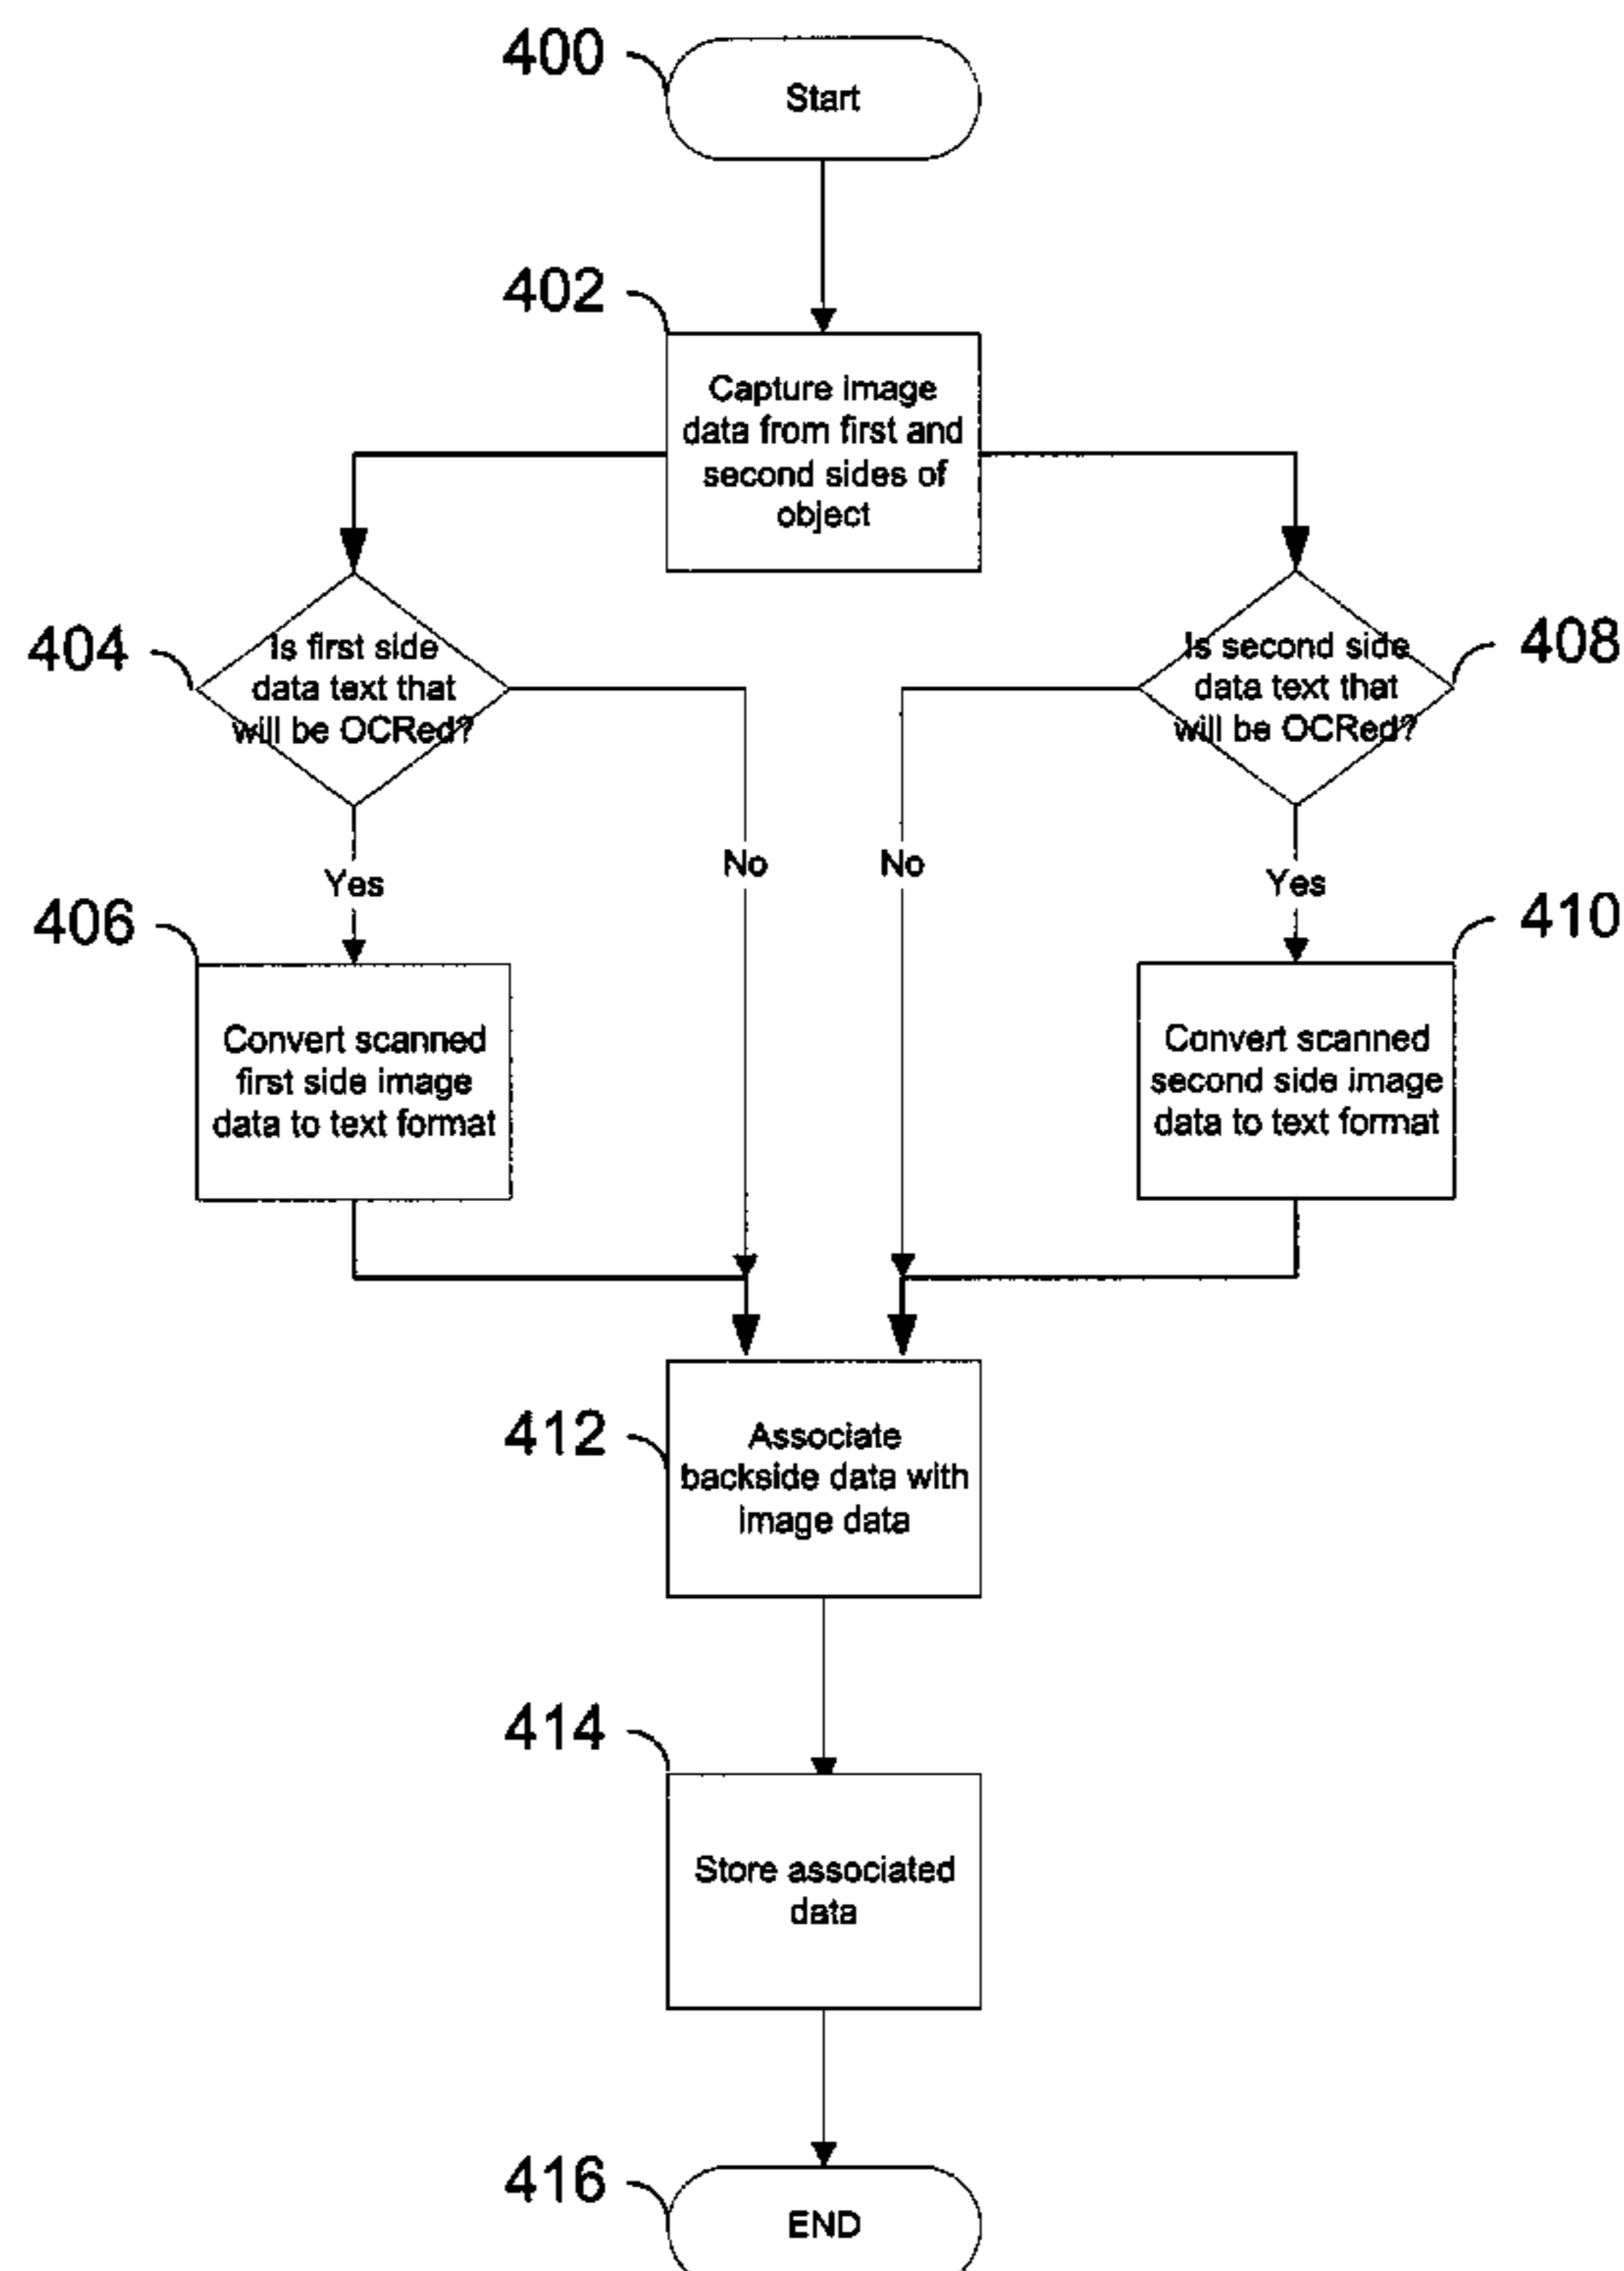 400
Start
402
Capture image
data from first and
second sides of
object
404
Is first side
data text that
will be OCRed?
408
Is second side
data text that
will be OCRed?
No
No
Yes
Yes
406
Convert scanned
first side image
data to text format
410
Convert scanned
second side image
data to text format
412
Associate
backside data with
image data
414
Store associated
data
416
END